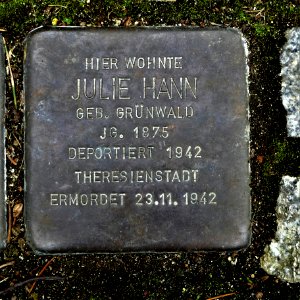 HIER WOHNTE
JULIE HANN
GEB. GRÜNWALD
JG. 1875
DEPORTIERT 1942
THERESIENSTADT
ERMORDET 23.11.1942